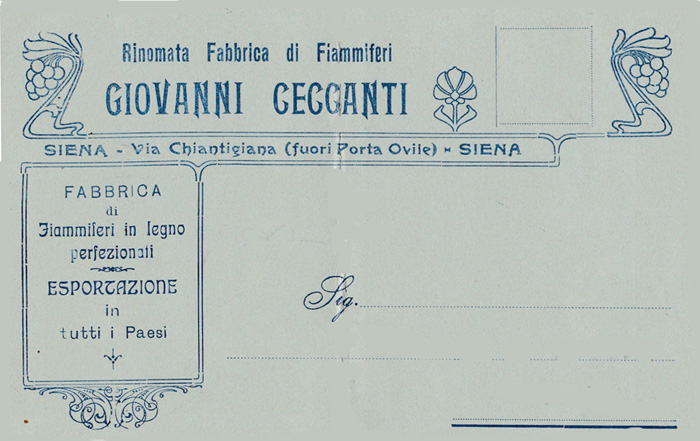 Rinomata Fabbrica di Fiammiferi
GIOVANNI CECCANTI
SIENA - Via Chiantigiana (fuori Porta Ovile) - SIENA
FABBRICA
di
Fiammiferi in legno
perfezionati
ESPORTAZIONE
in
tutti i Paesi
Sig.